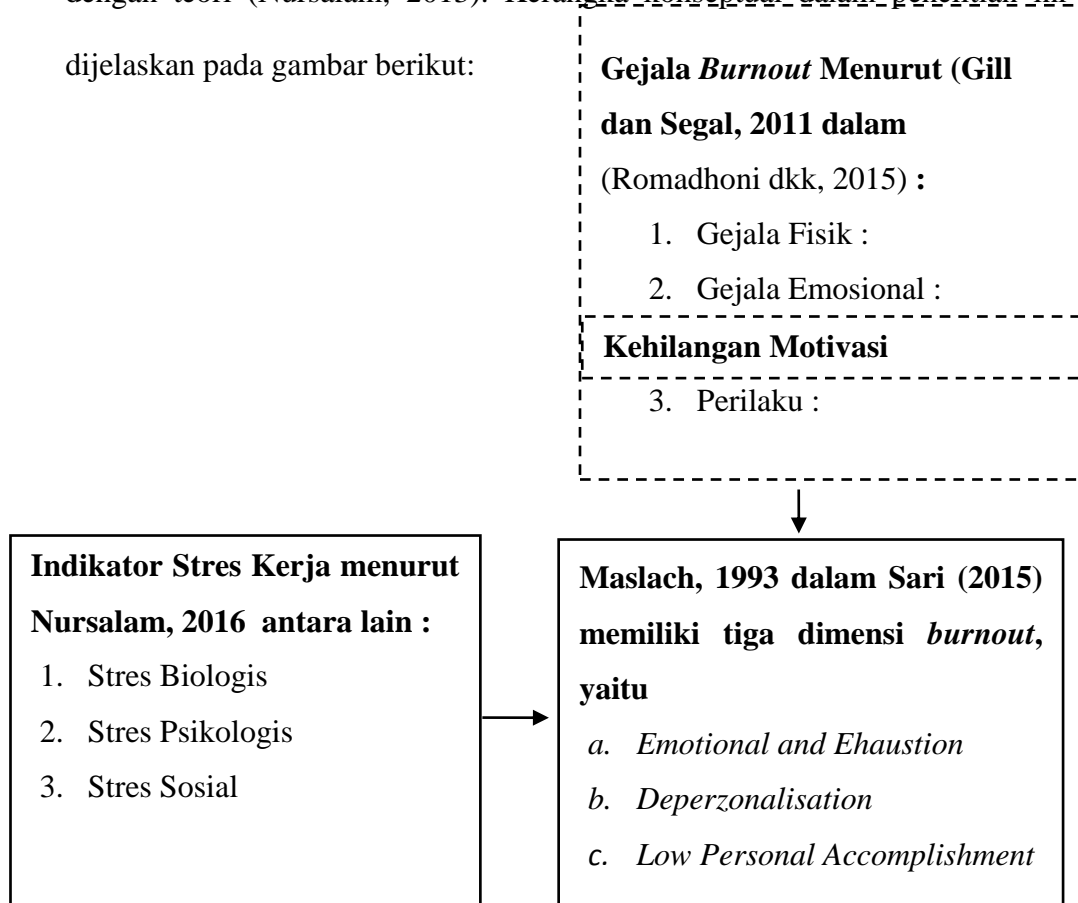 dengan teori (Nursalam, 2013). Kerangka konseptual dalam penelitian ini
dijelaskan pada gambar berikut:
Gejala Burnout Menurut (Gill
dan Segal, 2011 dalam
(Romadhoni dkk, 2015) :
1. Gejala Fisik :
2. Gejala Emosional :
Kehilangan Motivasi
3. Perilaku :
Indikator Stres Kerja menurut
Nursalam, 2016 antara lain :
1. Stres Biologis
2. Stres Psikologis
3. Stres Sosial
Maslach, 1993 dalam Sari (2015)
memiliki tiga dimensi burnout,
yaitu
a. Emotional and Ehaustion
b. Deperzonalisation
c. Low Personal Accomplishment